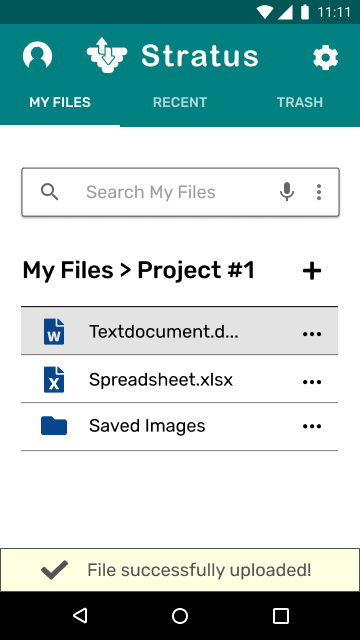 11:11
Stratus
MY FILES RECENT TRASH
Search My Files
My Files > Project #1 +
W Textdocument.d... •••
X Spreadsheet.xlsx •••
Saved Images •••
File successfully uploaded!